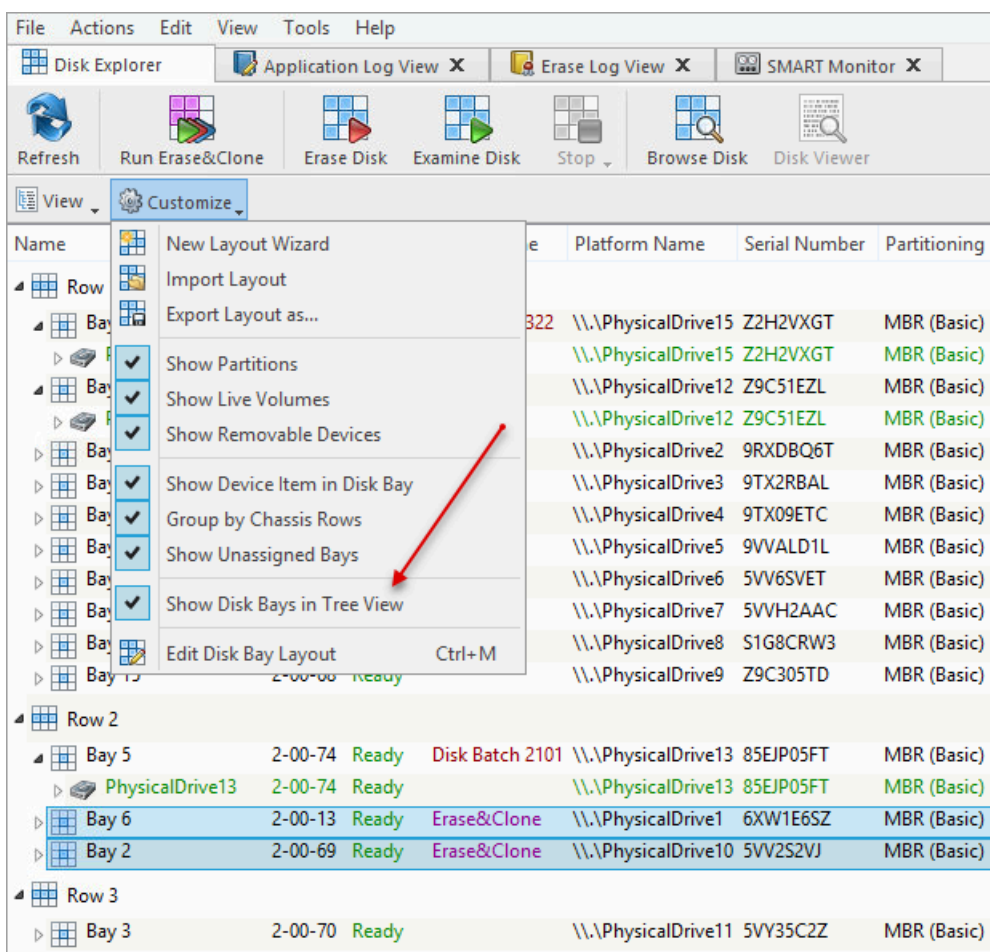 File Actions Edit View Tools Help
Disk Explorer Application Log View X Erase Log View X SMART Monitor X
Refresh Run Erase&Clone Erase Disk Examine Disk Stop Browse Disk Disk Viewer
View Customize
Name Platform Name Serial Number Partitioning
New Layout Wizard
Import Layout
Export Layout as...
Show Partitions
Show Live Volumes
Show Removable Devices
Show Device Item in Disk Bay
Group by Chassis Rows
Show Unassigned Bays
Show Disk Bays in Tree View
Edit Disk Bay Layout Ctrl+M
Row
322 \\.\PhysicalDrive15 Z2H2VXGT MBR (Basic)
\\.\PhysicalDrive15 Z2H2VXGT MBR (Basic)
\\.\PhysicalDrive12 Z9C51EZL MBR (Basic)
\\.\PhysicalDrive12 Z9C51EZL MBR (Basic)
\\.\PhysicalDrive2 9RXDBQ6T MBR (Basic)
\\.\PhysicalDrive3 9TX2RBAL MBR (Basic)
\\.\PhysicalDrive4 9TX09ETC MBR (Basic)
\\.\PhysicalDrive5 9VVALD1L MBR (Basic)
\\.\PhysicalDrive6 5VV6SVET MBR (Basic)
\\.\PhysicalDrive7 5VVH2AAC MBR (Basic)
\\.\PhysicalDrive8 S1G8CRW3 MBR (Basic)
Bay 15 2-00-68 Ready \\.\PhysicalDrive9 Z9C305TD MBR (Basic)
Row 2
Bay 5 2-00-74 Ready Disk Batch 2101 \\.\PhysicalDrive13 85EJP05FT MBR (Basic)
PhysicalDrive13 2-00-74 Ready \\.\PhysicalDrive13 85EJP05FT MBR (Basic)
Bay 6 2-00-13 Ready Erase&Clone \\.\PhysicalDrive1 6XW1E6SZ MBR (Basic)
Bay 2 2-00-69 Ready Erase&Clone \\.\PhysicalDrive10 5VV2S2VJ MBR (Basic)
Row 3
Bay 3 2-00-70 Ready \\.\PhysicalDrive11 5VY35C2Z MBR (Basic)